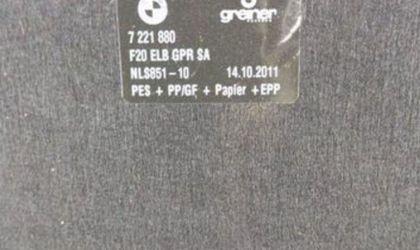 greiner
7 221 880
F20 ELB GPR SA
NLS851-10 14.10.2011
PES + PP/GF + Papier +EPP